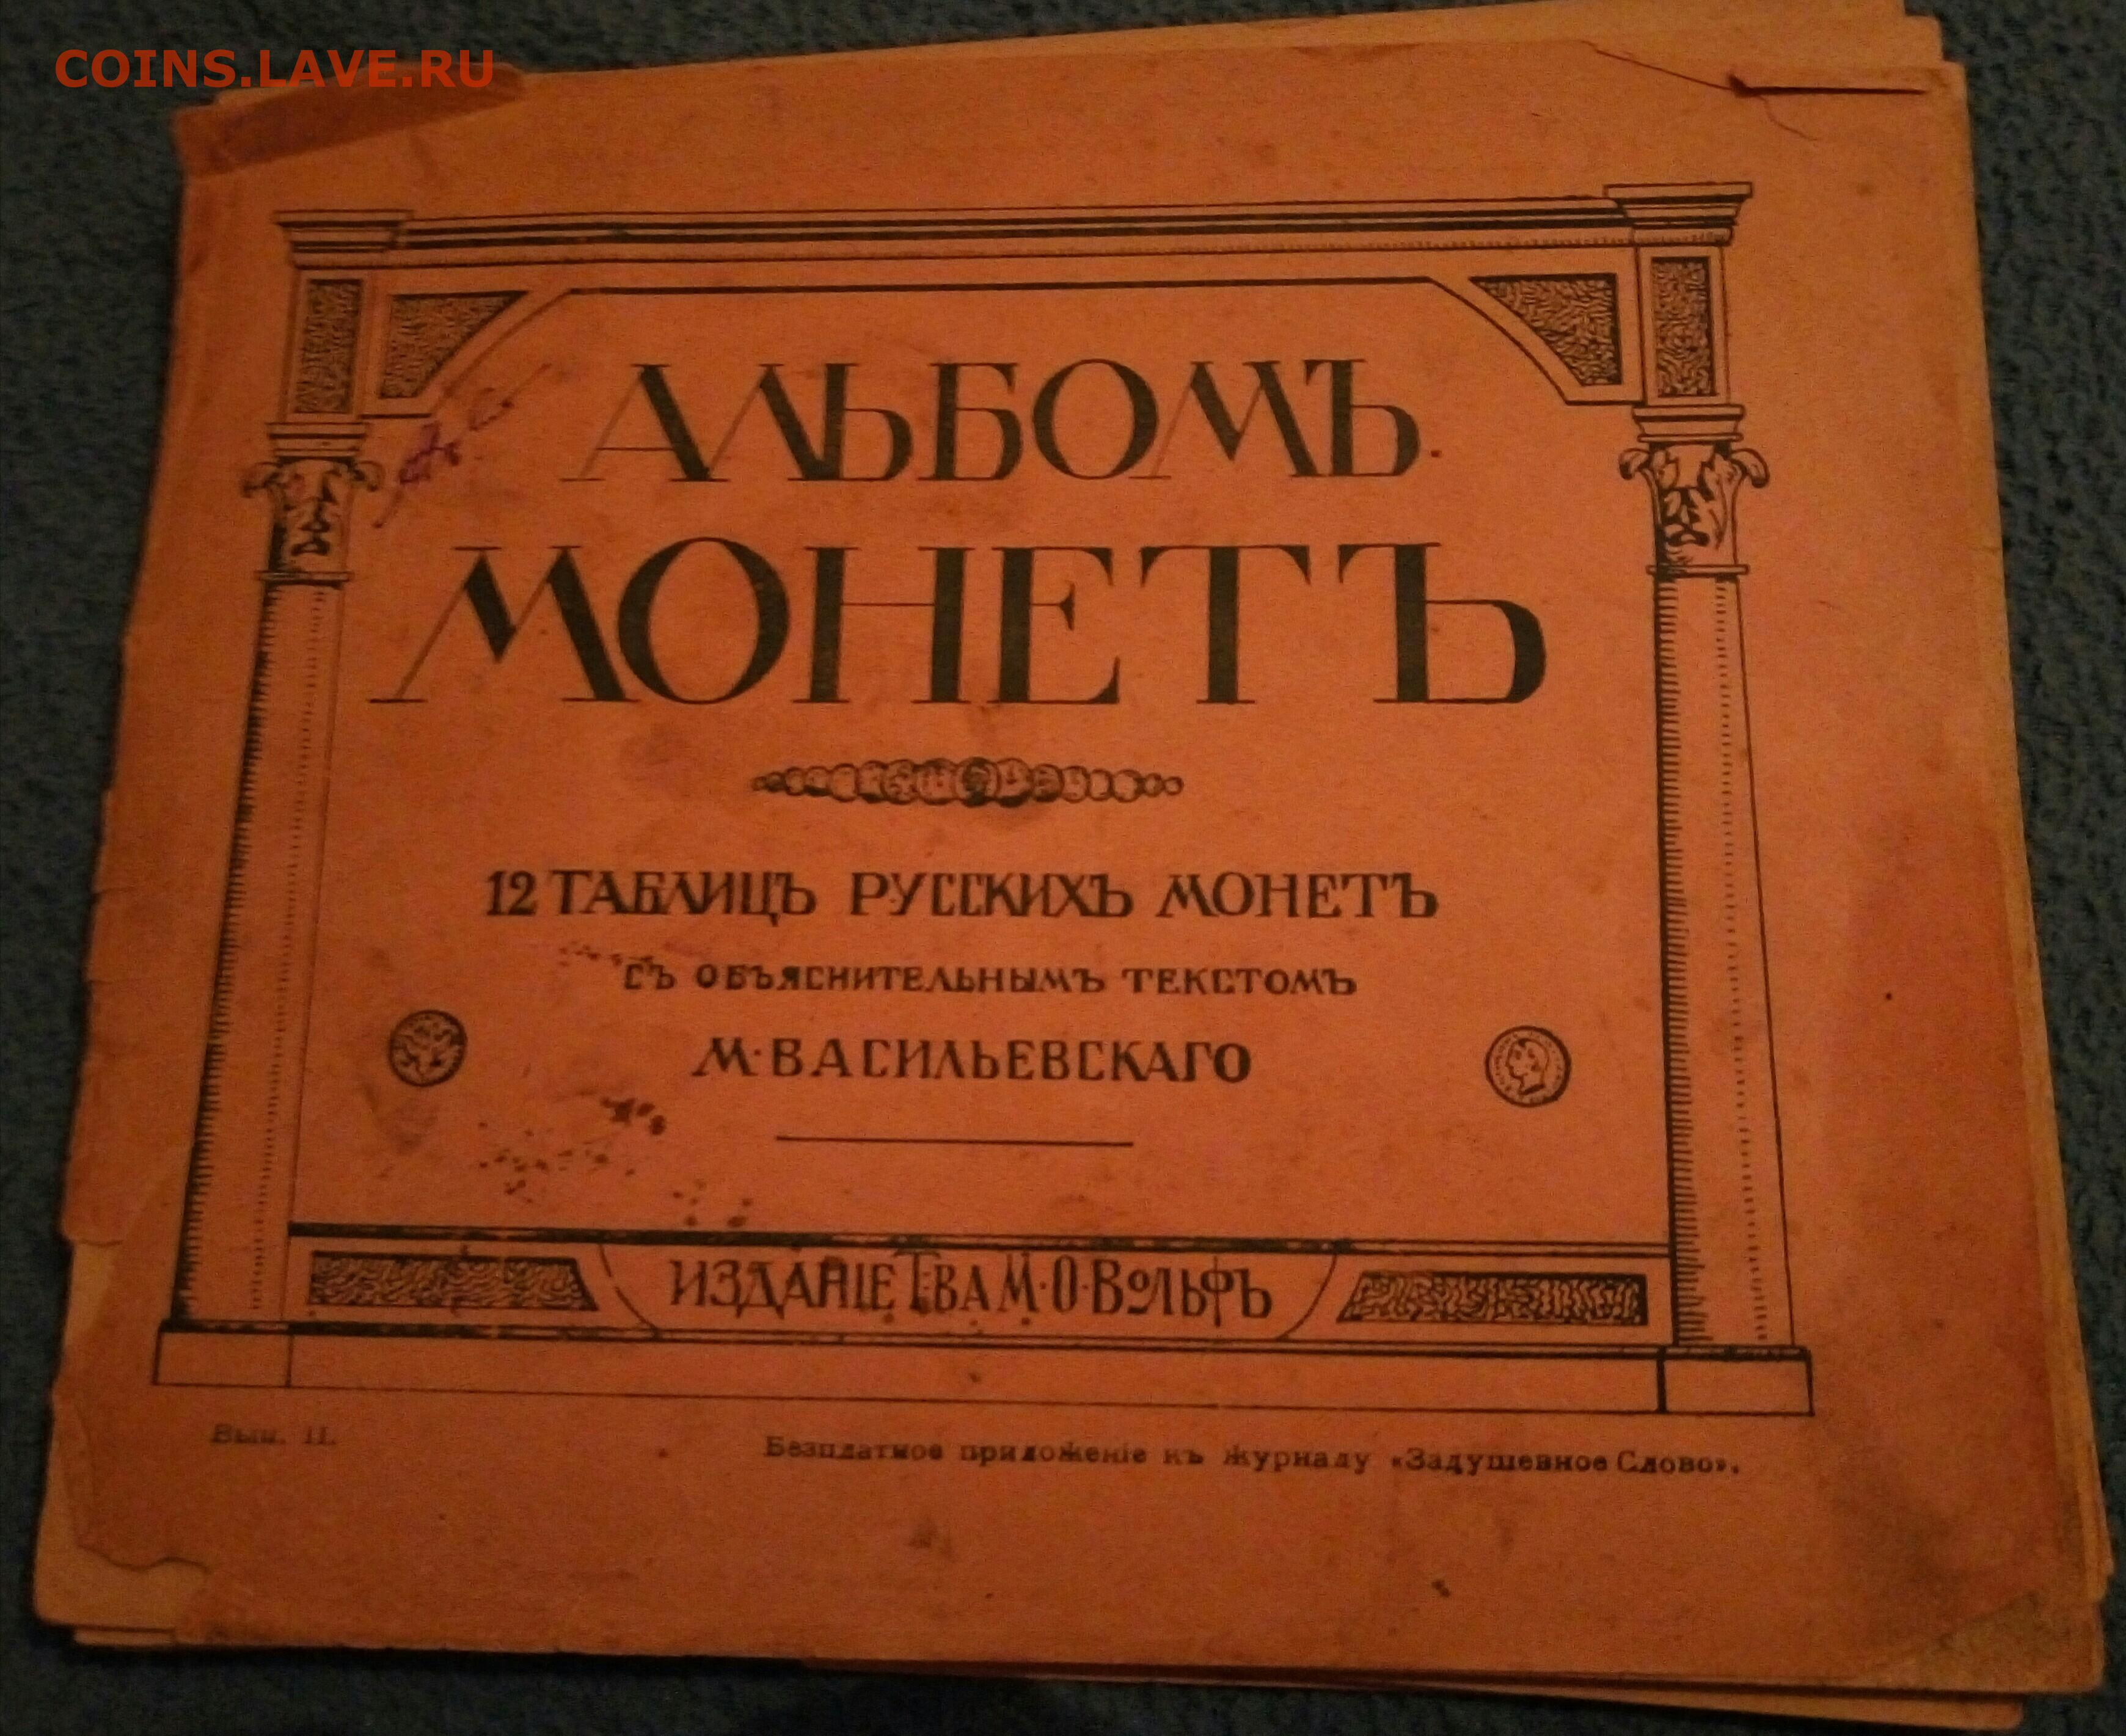 COINS.LAVE.RU
АЛЬБОМЪ
МОНЕТЪ
12 ТАБЛИЦЪ РУССКИХЪ МОНЕТЪ
СЪ ОБЪЯСНИТЕЛЬНЫМЪ ТЕКСТОМЪ
М·ВАСИЛЬЕВСКАГО
ИЗДАНІЕ Т-ВА М·О·ВОЛЬФЪ
Вып. II.
Безплатное приложеніе къ журналу «Задушевное Слово».